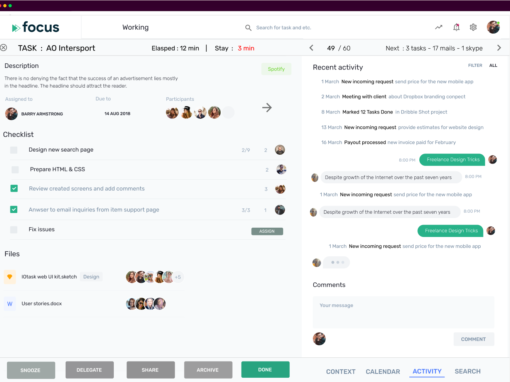 focus
Working
Search for task and etc.
TASK : AO Intersport
Elasped : 12 min | Stay : 3 min
49 / 60
Next : 3 tasks - 17 mails - 1 skype
Description
Spotify
There is no denying the fact that the success of an advertisement lies mostly
in the headline. The headline should attract the reader.
Assigned to
Due to
Participants
BARRY ARMSTRONG
14 AUG 2018
Checklist
Design new search page
2/9
2
Prepare HTML & CSS
Review created screens and add comments
3
Anwser to email inquiries from item support page
3/3
1
Fix issues
ASSIGN
Files
IOtask web UI kit.sketch
Design
User stories.docx
SNOOZE
DELEGATE
SHARE
ARCHIVE
DONE
Recent activity
FILTER
ALL
1 March New incoming request send price for the new mobile app
2 March Meeting with client about Dropbox branding conject
8 March Marked 12 Tasks Done in Dribble Shot project
13 March New incoming request provide estimates for website design
14 March Payout processed new invoice paid for February
8:00 PM
Freelance Design Tricks
Despite growth of the Internet over the past seven years
8:00 PM
1 March New incoming request send price for the new mobile app
Despite growth of the Internet over the past seven years
8:00 PM
Freelance Design Tricks
1 March New incoming request send price for the new mobile app
Comments
Your message
COMMENT
CONTEXT
CALENDAR
ACTIVITY
SEARCH